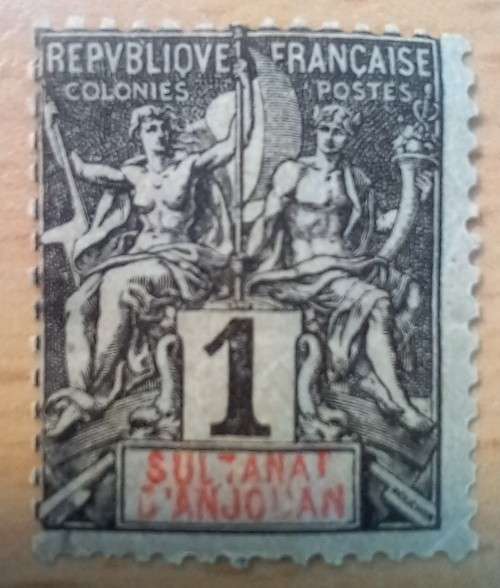 REPVBLIQVE FRANÇAISE
COLONIES POSTES
1
SULTANAT
D'ANJOUAN